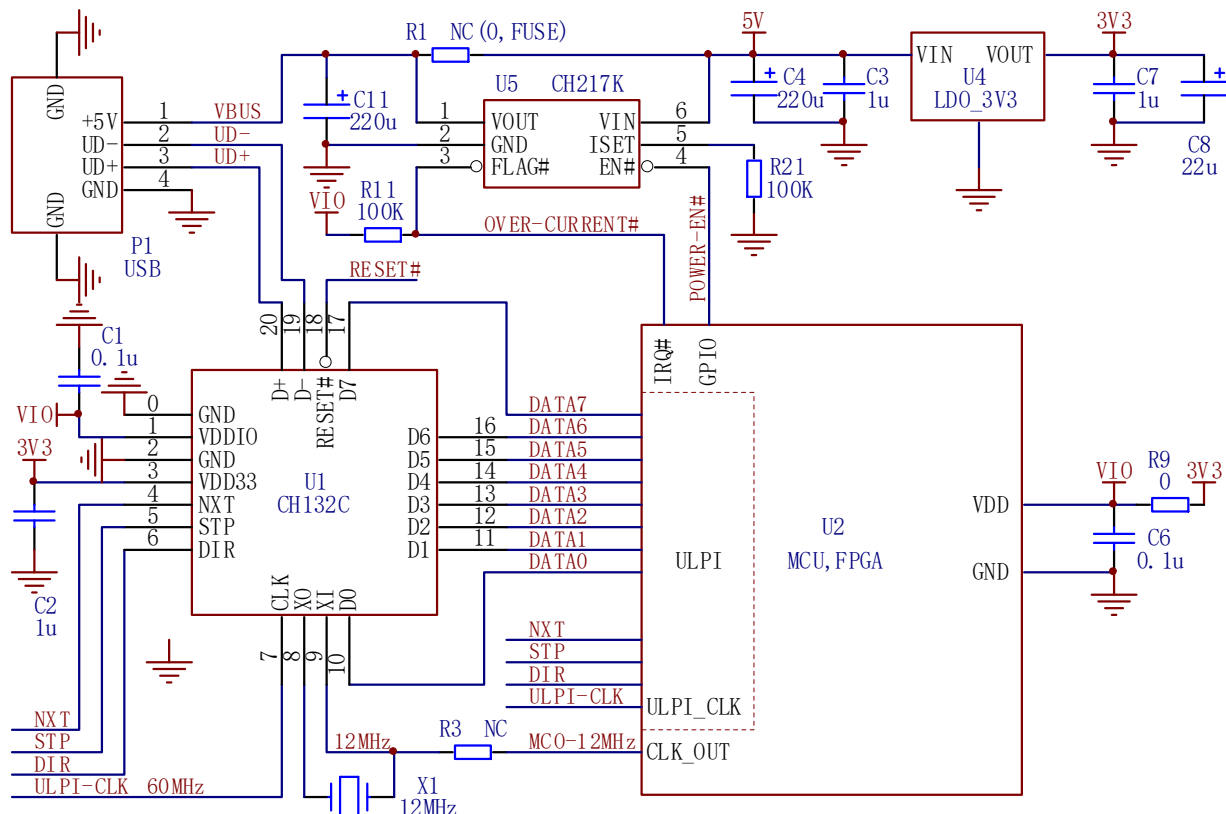 R1 NC(0,FUSE)
5V
3V3
GND
+5V
UD-
UD+
GND
GND
1
2
3
4
VBUS
UD-
UD+
P1
USB
C11
220u
U5 CH217K
1
2
3
VOUT
GND
FLAG#
VIN
ISET
EN#
6
5
4
C4
220u
C3
1u
VIN
VOUT
U4
LDO_3V3
C7
1u
C8
22u
R21
100K
VIO
R11
100K
OVER-CURRENT#
POWER-EN#
RESET#
C1
0.1u
VIO
3V3
C2
1u
20
19
18
17
D+
D-
RESET#
D7
0
1
2
3
4
5
6
GND
VDDIO
GND
VDD33
NXT
STP
DIR
U1
CH132C
D6
D5
D4
D3
D2
D1
16
15
14
13
12
11
CLK
XO
XI
D0
7
8
9
10
DATA7
DATA6
DATA5
DATA4
DATA3
DATA2
DATA1
DATA0
NXT
STP
DIR
ULPI-CLK
IRQ#
GPIO
ULPI
U2
MCU,FPGA
VDD
GND
ULPI_CLK
CLK_OUT
VIO
R9
0
3V3
C6
0.1u
NXT
STP
DIR
ULPI-CLK 60MHz
12MHz
R3 NC
MCO-12MHz
X1
12MHz